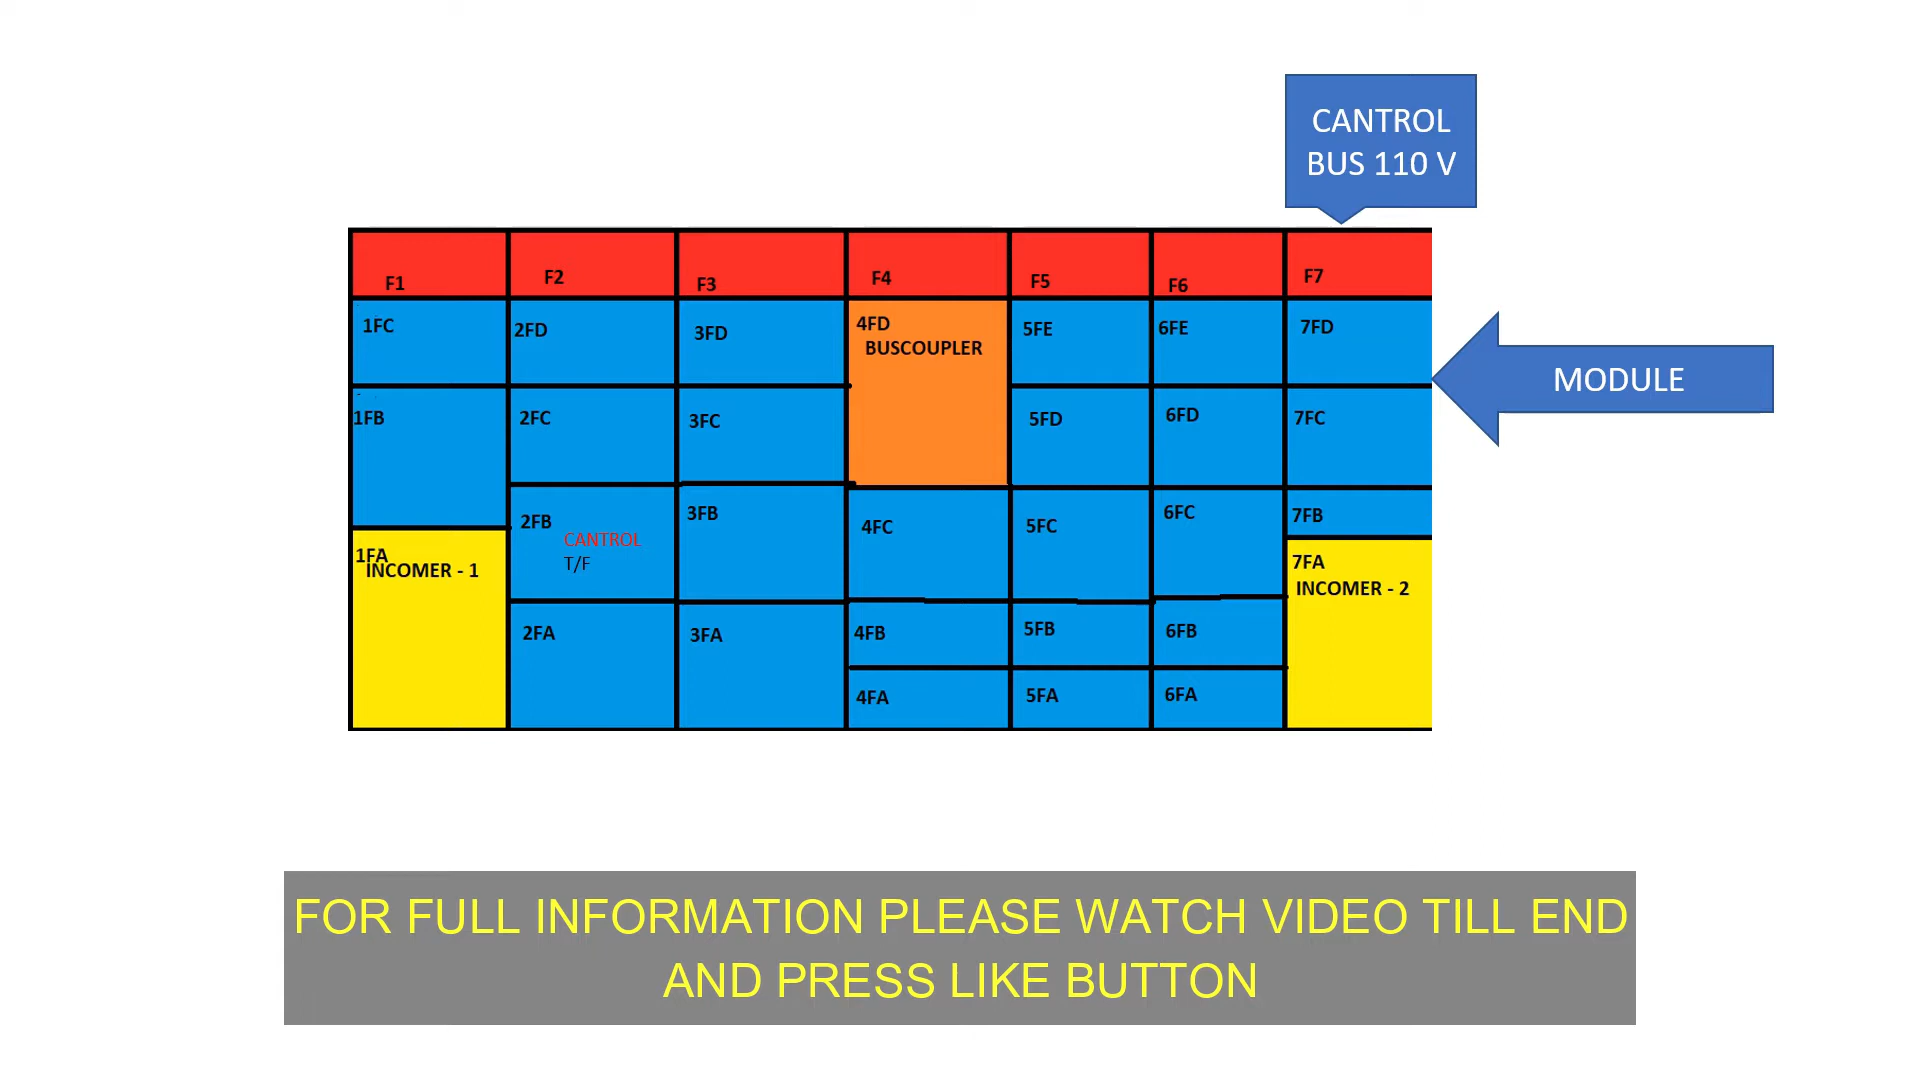 CANTROL
BUS 110 V
F1 F2 F3 F4 F5 F6 F7
1FC 2FD 3FD 4FD 5FE 6FE 7FD
BUSCOUPLER
MODULE
1FB 2FC 3FC 5FD 6FD 7FC
2FB 3FB 4FC 5FC 6FC 7FB
CANTROL
T/F
1FA
INCOMER - 1
7FA
INCOMER - 2
2FA 3FA 4FB 5FB 6FB
4FA 5FA 6FA
FOR FULL INFORMATION PLEASE WATCH VIDEO TILL END
AND PRESS LIKE BUTTON